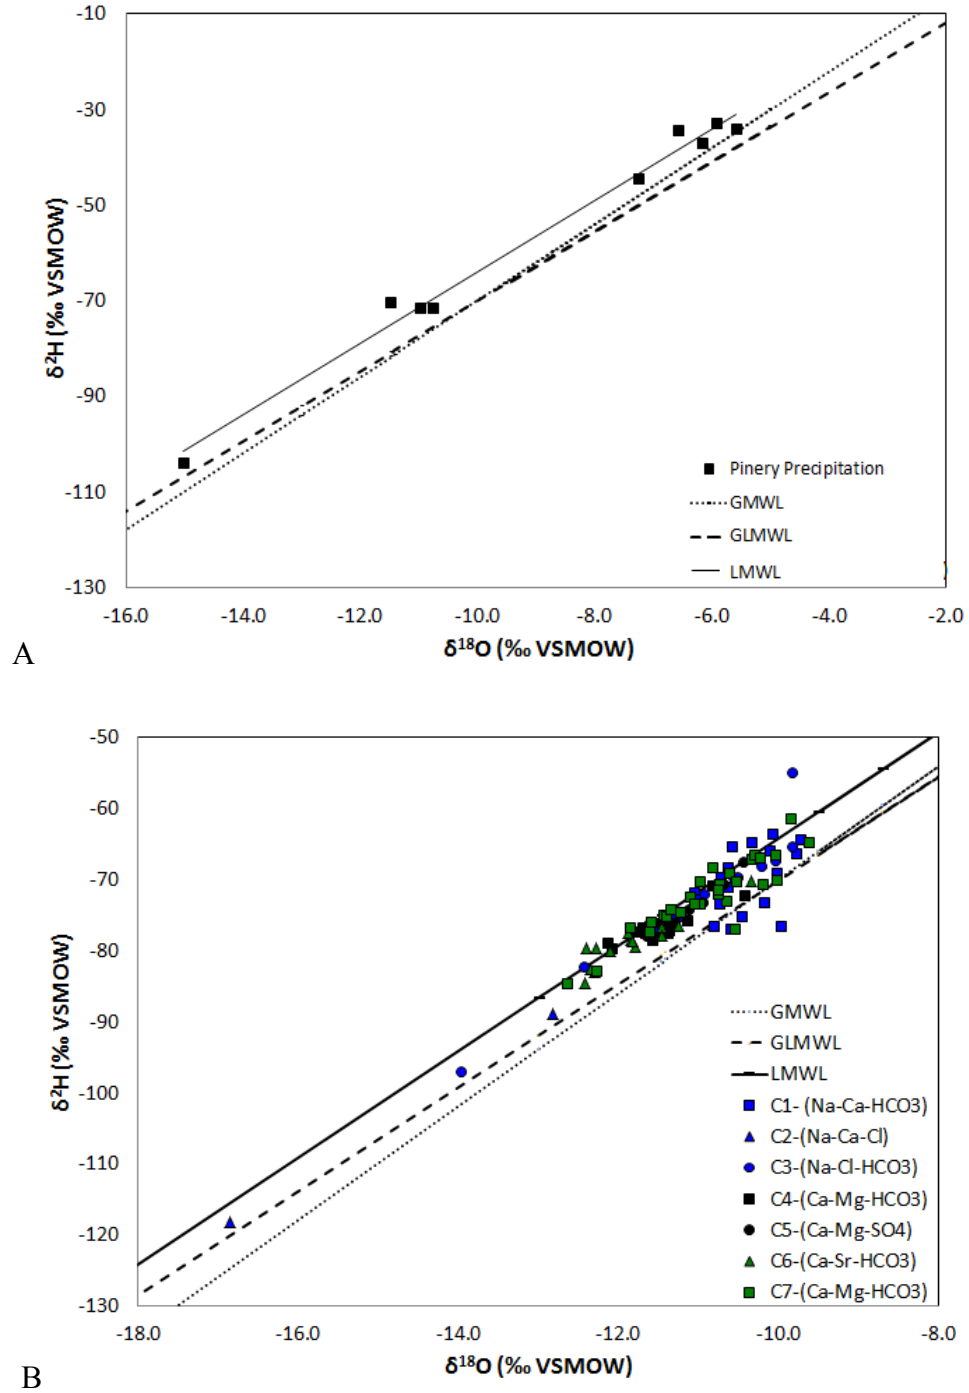 -10
-30
-50
-70
-90
-110
-130
δ²H (‰ VSMOW)
Pinery Precipitation
GMWL
GLMWL
LMWL
)
-16.0 -14.0 -12.0 -10.0 -8.0 -6.0 -4.0 -2.0
δ¹⁸O (‰ VSMOW)
A
-50
-60
-70
-80
-90
-100
-110
-120
-130
δ²H (‰ VSMOW)
GMWL
GLMWL
LMWL
C1- (Na-Ca-HCO3)
C2-(Na-Ca-Cl)
C3-(Na-Cl-HCO3)
C4-(Ca-Mg-HCO3)
C5-(Ca-Mg-SO4)
C6-(Ca-Sr-HCO3)
C7-(Ca-Mg-HCO3)
-18.0 -16.0 -14.0 -12.0 -10.0 -8.0
δ¹⁸O (‰ VSMOW)
B